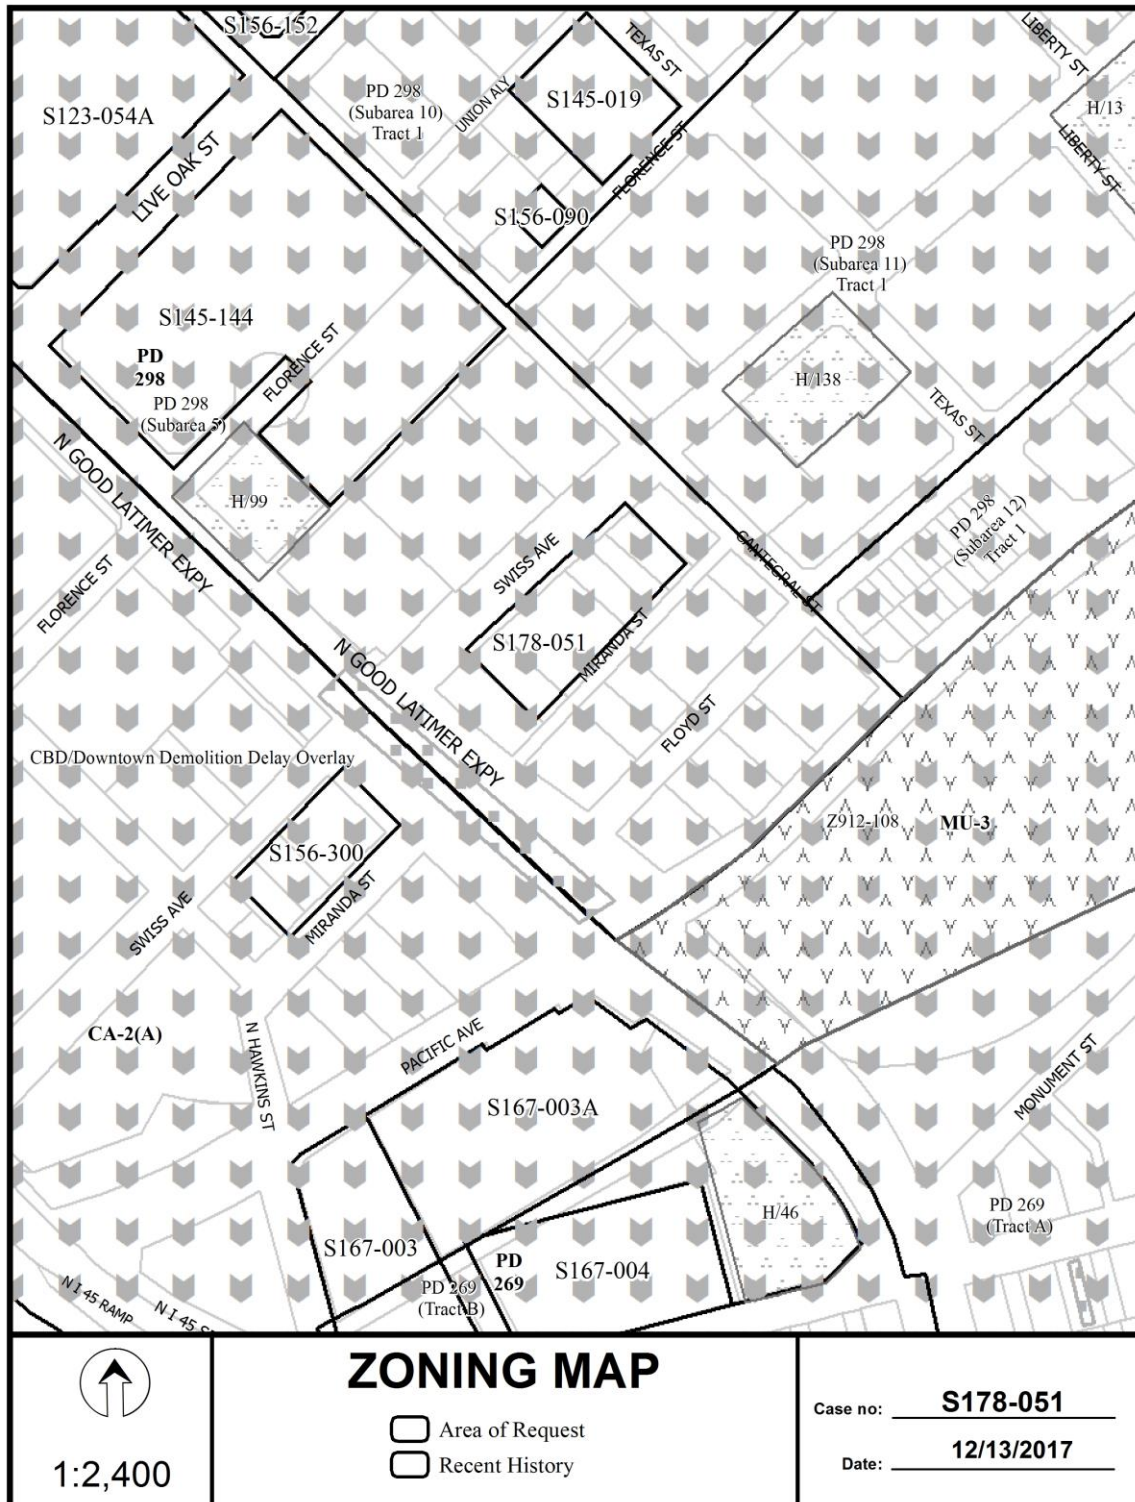 S156-152
TEXAS ST
LIBERTY ST
S123-054A
PD 298
(Subarea 10)
Tract 1
UNION ALY
S145-019
H/13
LIVE OAK ST
FLORENCE ST
LIBERTY ST
S156-090
PD 298
(Subarea 11)
Tract 1
S145-144
FLORENCE ST
PD
298
PD 298
(Subarea 5)
H/138
TEXAS ST
N GOOD LATIMER EXPY
H/99
PD 298
(Subarea 12)
Tract 1
SWISS AVE
CANTEGRAL ST
FLORENCE ST
S178-051
MIRANDA ST
N GOOD LATIMER EXPY
FLOYD ST
CBD/Downtown Demolition Delay Overlay
Z912-108
MU-3
S156-300
MIRANDA ST
SWISS AVE
CA-2(A)
N HAWKINS ST
PACIFIC AVE
MONUMENT ST
S167-003A
H/46
PD 269
(Tract A)
S167-003
PD
269
S167-004
PD 269
(Tract B)
N I 45 RAMP
N I 45
ZONING MAP
Area of Request
Recent History
1:2,400
Case no: S178-051
Date: 12/13/2017